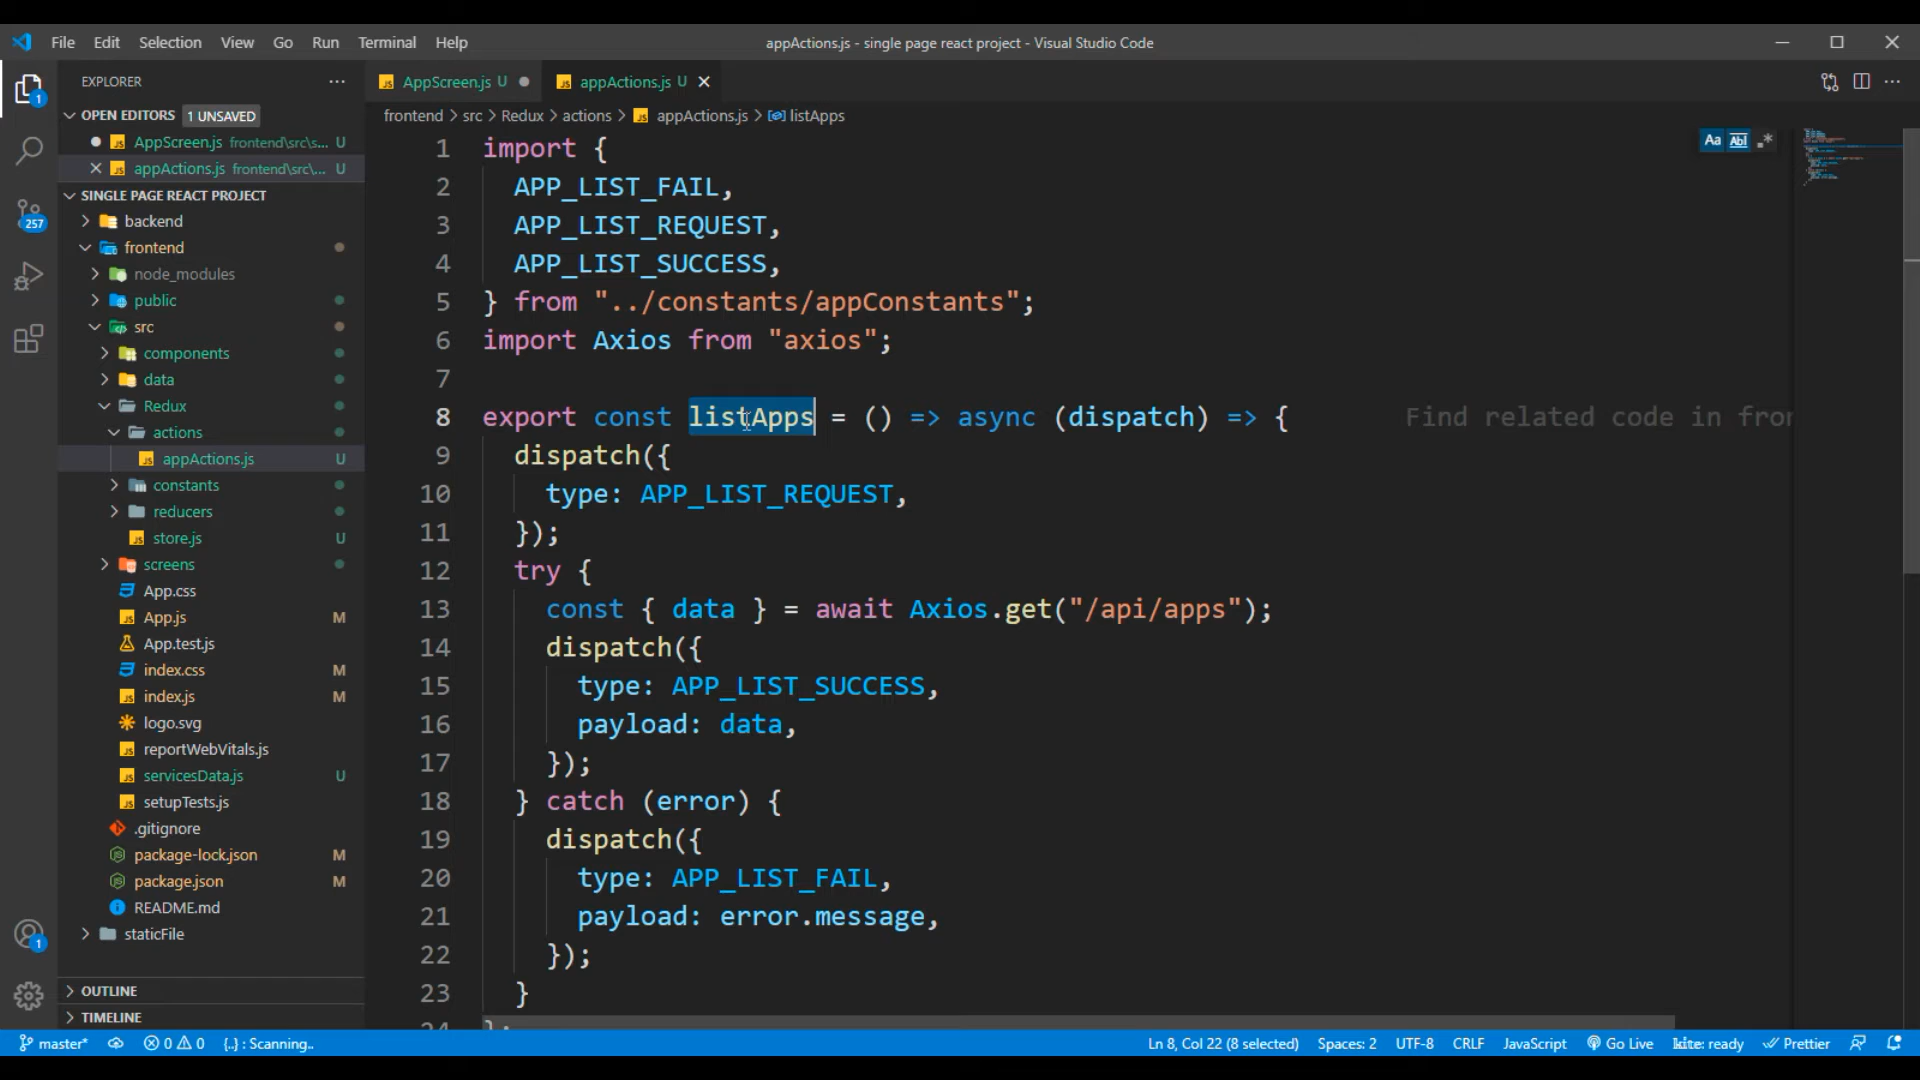 File Edit Selection View Go Run Terminal Help
appActions.js - single page react project - Visual Studio Code
EXPLORER
AppScreen.js U
appActions.js U
OPEN EDITORS 1 UNSAVED
AppScreen.js frontend\src\s... U
appActions.js frontend\src\... U
SINGLE PAGE REACT PROJECT
backend
frontend
node_modules
public
src
components
data
Redux
actions
appActions.js U
constants
reducers
store.js U
screens
App.css
App.js M
App.test.js
index.css M
index.js M
logo.svg
reportWebVitals.js
servicesData.js U
setupTests.js
.gitignore
package-lock.json M
package.json M
README.md
staticFile
OUTLINE
TIMELINE
1
257
1
frontend > src > Redux > actions > appActions.js > listApps
Aa Abl .*
1 import {
2 APP_LIST_FAIL,
3 APP_LIST_REQUEST,
4 APP_LIST_SUCCESS,
5 } from "../constants/appConstants";
6 import Axios from "axios";
7
8 export const listApps = () => async (dispatch) => { Find related code in fron
9 dispatch({
10 type: APP_LIST_REQUEST,
11 });
12 try {
13 const { data } = await Axios.get("/api/apps");
14 dispatch({
15 type: APP_LIST_SUCCESS,
16 payload: data,
17 });
18 } catch (error) {
19 dispatch({
20 type: APP_LIST_FAIL,
21 payload: error.message,
22 });
23 }
master* 0 0 {..} : Scanning.. Ln 8, Col 22 (8 selected) Spaces: 2 UTF-8 CRLF JavaScript Go Live kite: ready Prettier